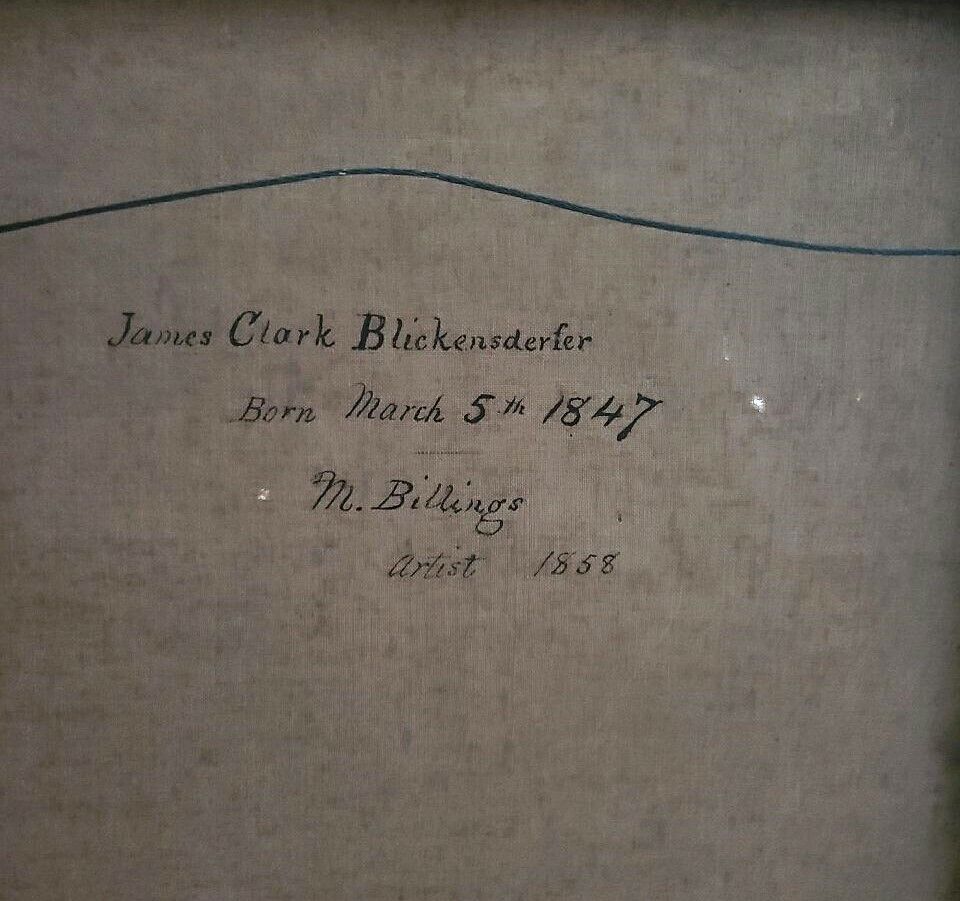 James Clark Blickensderfer
Born March 5th 1847
M. Billings
Artist 1858